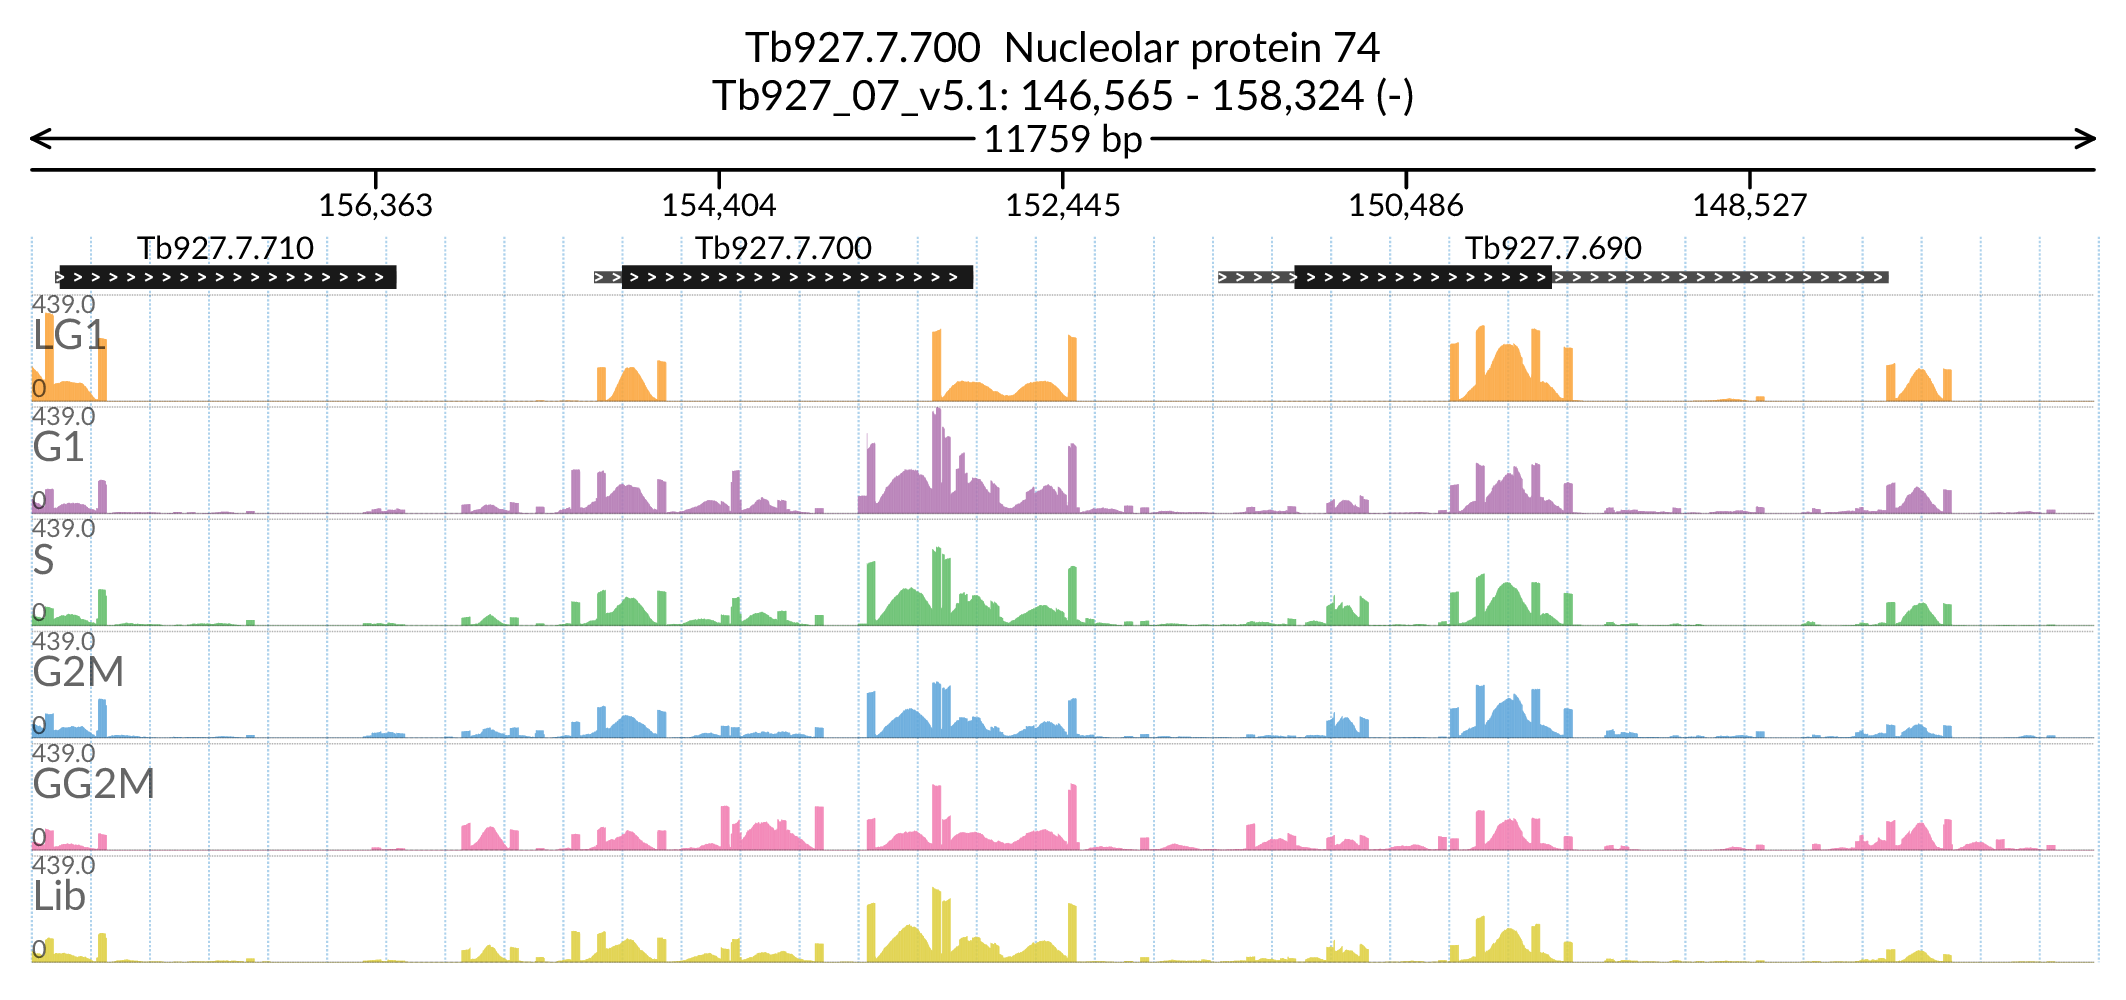 Tb927.7.700  Nucleolar protein 74
Tb927_07_v5.1: 146,565 - 158,324 (-)
11759 bp
156,363 154,404 152,445 150,486 148,527
Tb927.7.710 Tb927.7.700 Tb927.7.690
439.0
LG1
0
439.0
G1
0
439.0
S
0
439.0
G2M
0
439.0
GG2M
0
439.0
Lib
0